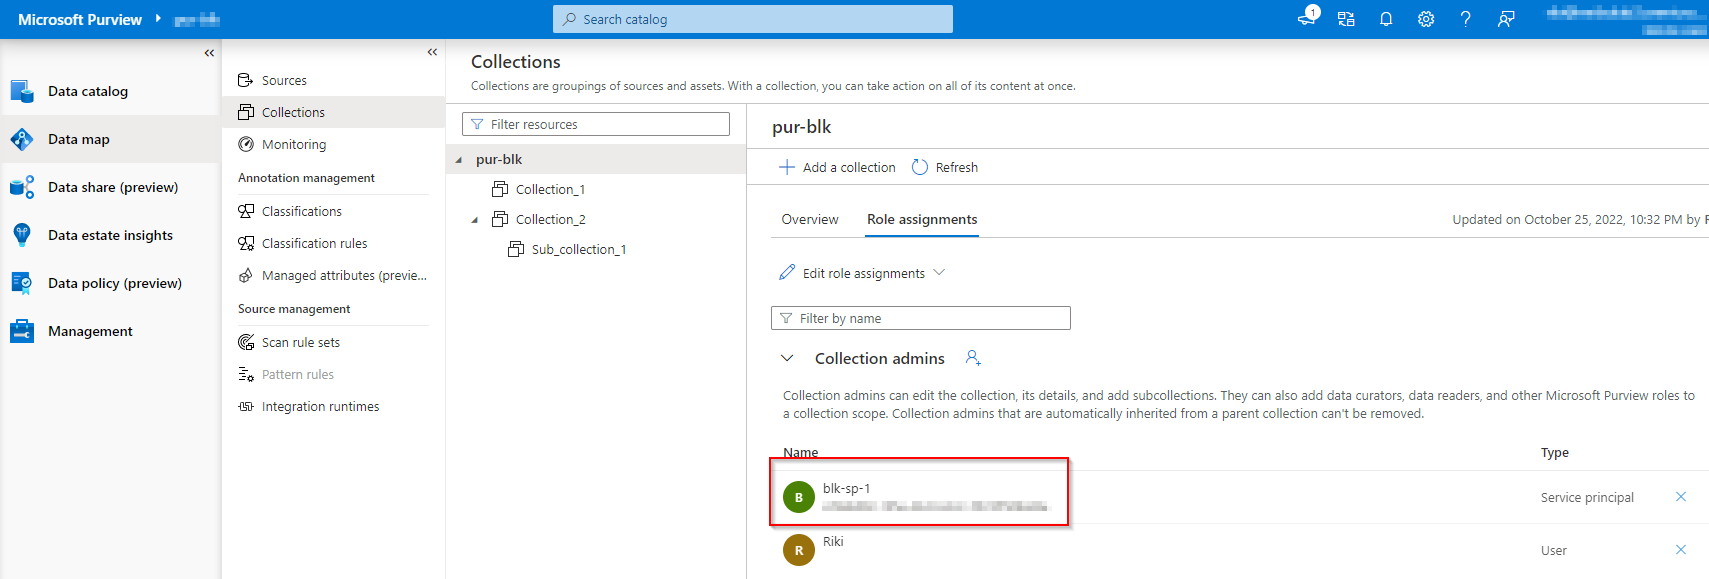 Microsoft Purview
Search catalog
1
Data catalog
Data map
Data share (preview)
Data estate insights
Data policy (preview)
Management
Sources
Collections
Monitoring
Annotation management
Classifications
Classification rules
Managed attributes (previe...
Source management
Scan rule sets
Pattern rules
Integration runtimes
Collections
Collections are groupings of sources and assets. With a collection, you can take action on all of its content at once.
Filter resources
pur-blk
Collection_1
Collection_2
Sub_collection_1
pur-blk
Add a collection
Refresh
Overview
Role assignments
Updated on October 25, 2022, 10:32 PM by
Edit role assignments
Filter by name
Collection admins
Collection admins can edit the collection, its details, and add subcollections. They can also add data curators, data readers, and other Microsoft Purview roles to
a collection scope. Collection admins that are automatically inherited from a parent collection can't be removed.
Name
Type
B
blk-sp-1
Service principal
R
Riki
User